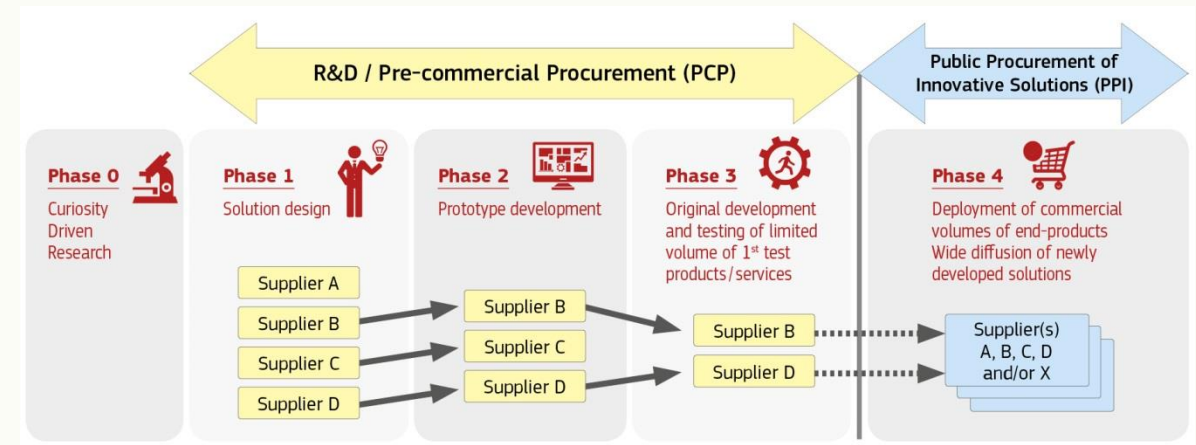 R&D / Pre-commercial Procurement (PCP)
Public Procurement of
Innovative Solutions (PPI)
Phase 0
Curiosity
Driven
Research
Phase 1
Solution design
Supplier A
Supplier B
Supplier C
Supplier D
Phase 2
Prototype development
Supplier B
Supplier C
Supplier D
Phase 3
Original development
and testing of limited
volume of 1st test
products/services
Supplier B
Supplier D
Phase 4
Deployment of commercial
volumes of end-products
Wide diffusion of newly
developed solutions
Supplier(s)
A, B, C, D
and/or X